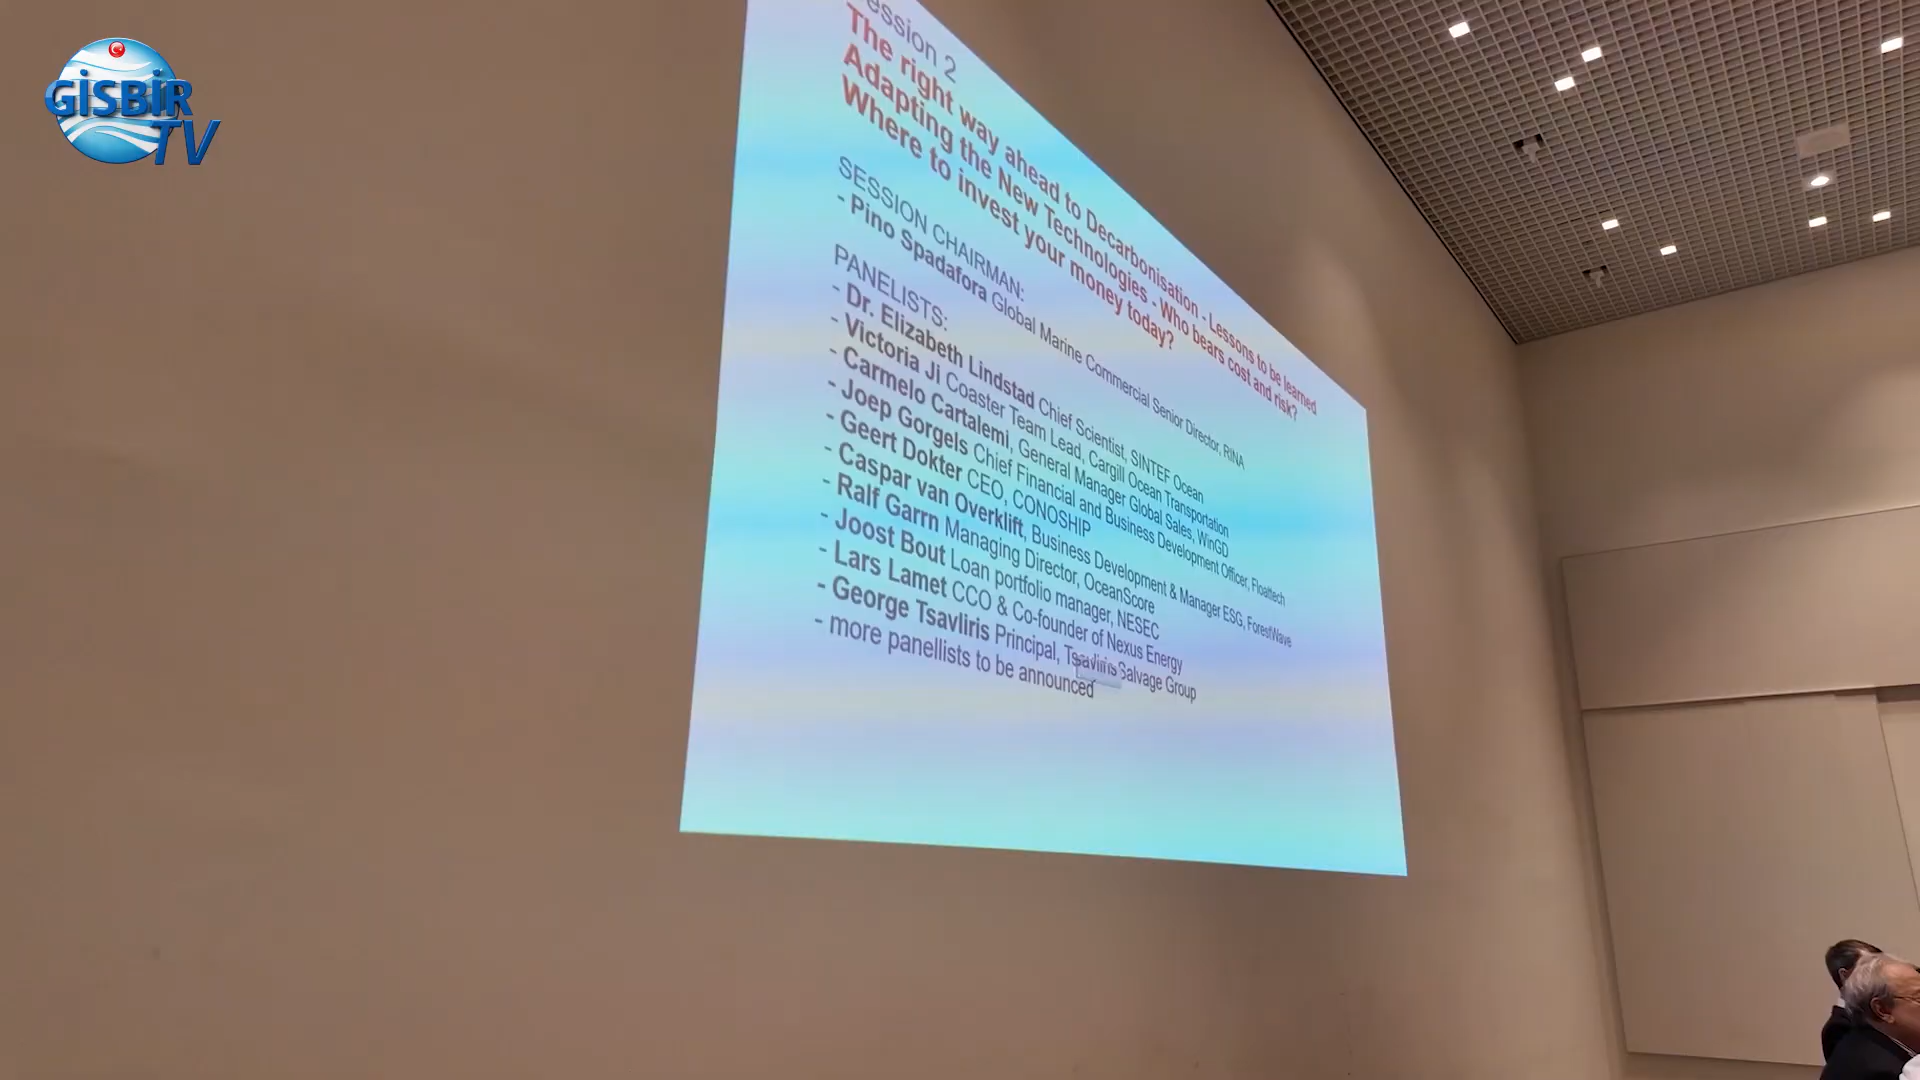 GİSBİR
TV
ession 2
The right way ahead to Decarbonisation - Lessons to be learned
Adapting the New Technologies - Who bears cost and risk?
Where to invest your money today?
SESSION CHAIRMAN:
- Pino Spadafora Global Marine Commercial Senior Director, RINA
PANELISTS:
- Dr. Elizabeth Lindstad Chief Scientist, SINTEF Ocean
- Victoria Ji Coaster Team Lead, Cargill Ocean Transportation
- Carmelo Cartalemi, General Manager Global Sales, WinGD
- Joep Gorgels Chief Financial and Business Development Officer, Floattech
- Geert Dokter CEO, CONOSHIP
- Caspar van Overklift, Business Development & Manager ESG, ForestWave
- Ralf Garrn Managing Director, OceanScore
- Joost Bout Loan portfolio manager, NESEC
- Lars Lamet CCO & Co-founder of Nexus Energy
- George Tsavliris Principal, Tsavliris Salvage Group
- more panellists to be announced